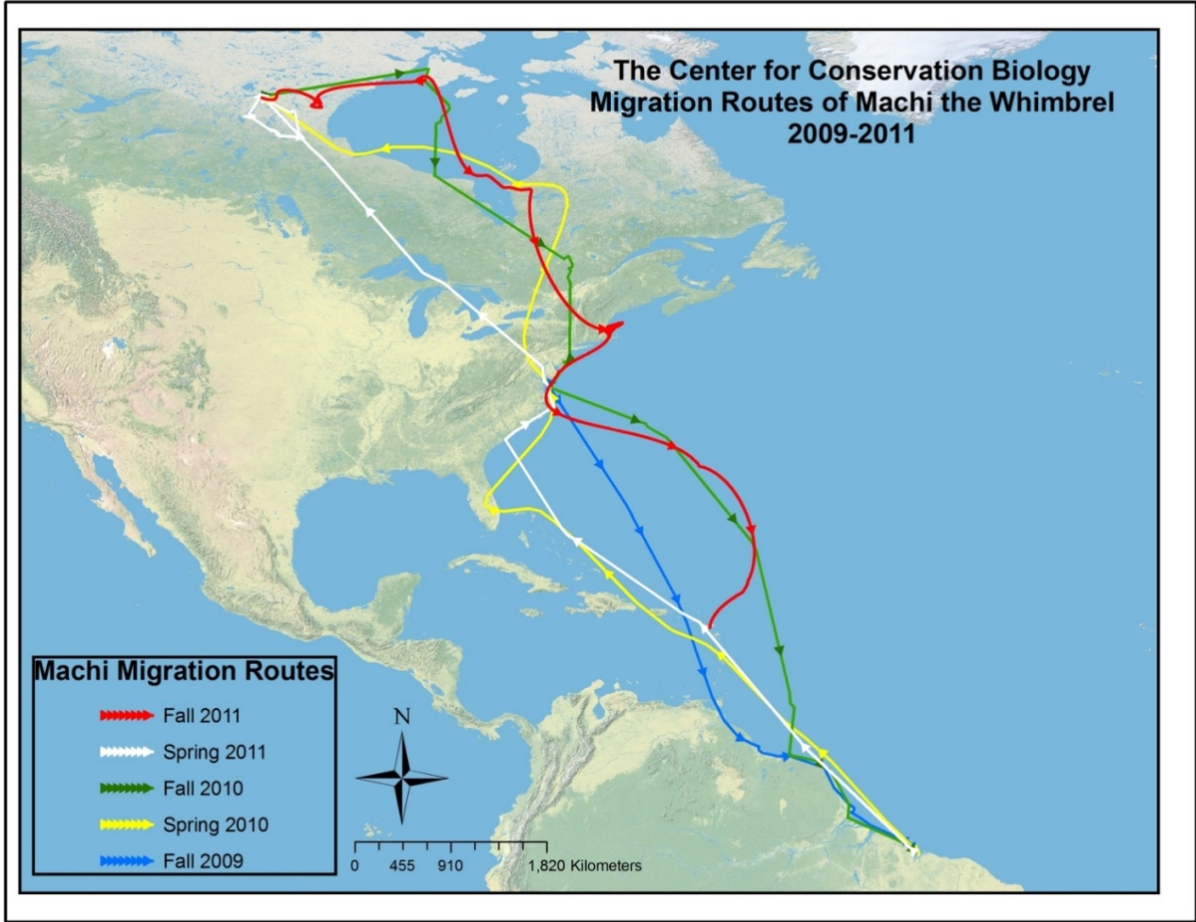 The Center for Conservation Biology
Migration Routes of Machi the Whimbrel
2009-2011
Machi Migration Routes
Fall 2011
Spring 2011
Fall 2010
Spring 2010
Fall 2009
N
0 455 910 1,820 Kilometers